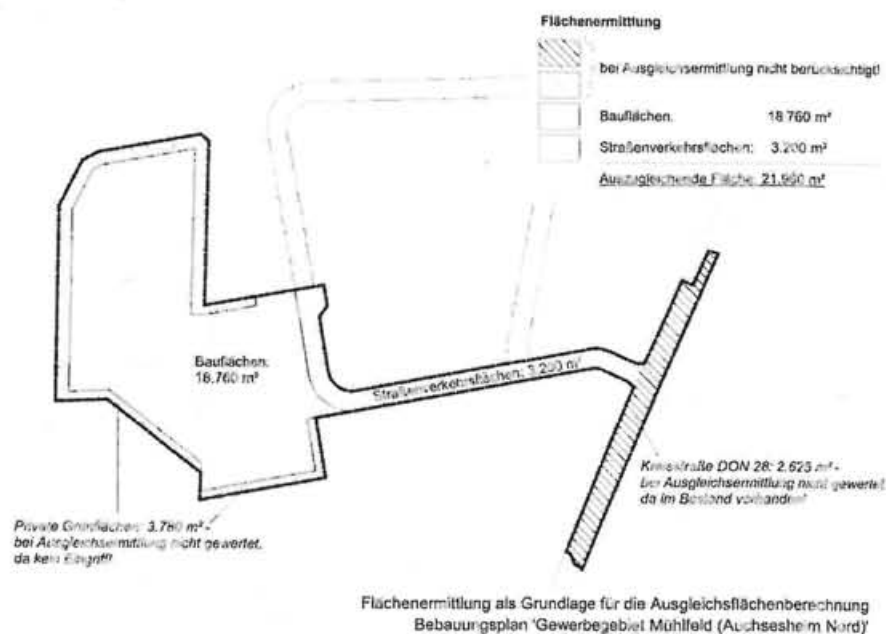 Flächenermittlung
bei Ausgleichsermittlung nicht berücksichtigt!
Bauflächen: 18.760 m²
Straßenverkehrsflächen: 3.200 m²
Auszugleichende Fläche: 21.960 m²
Bauflächen:
18.760 m²
Straßenverkehrsflächen: 3.200 m²
Kreisstraße DON 28: 2.625 m² -
bei Ausgleichsermittlung nicht gewertet,
da im Bestand vorhanden!
Private Grünflächen: 3.780 m² -
bei Ausgleichsermittlung nicht gewertet,
da kein Eingriff!
Flächenermittlung als Grundlage für die Ausgleichsflächenberechnung
Bebauungsplan 'Gewerbegebiet Mühlfeld (Auchsesheim Nord)'